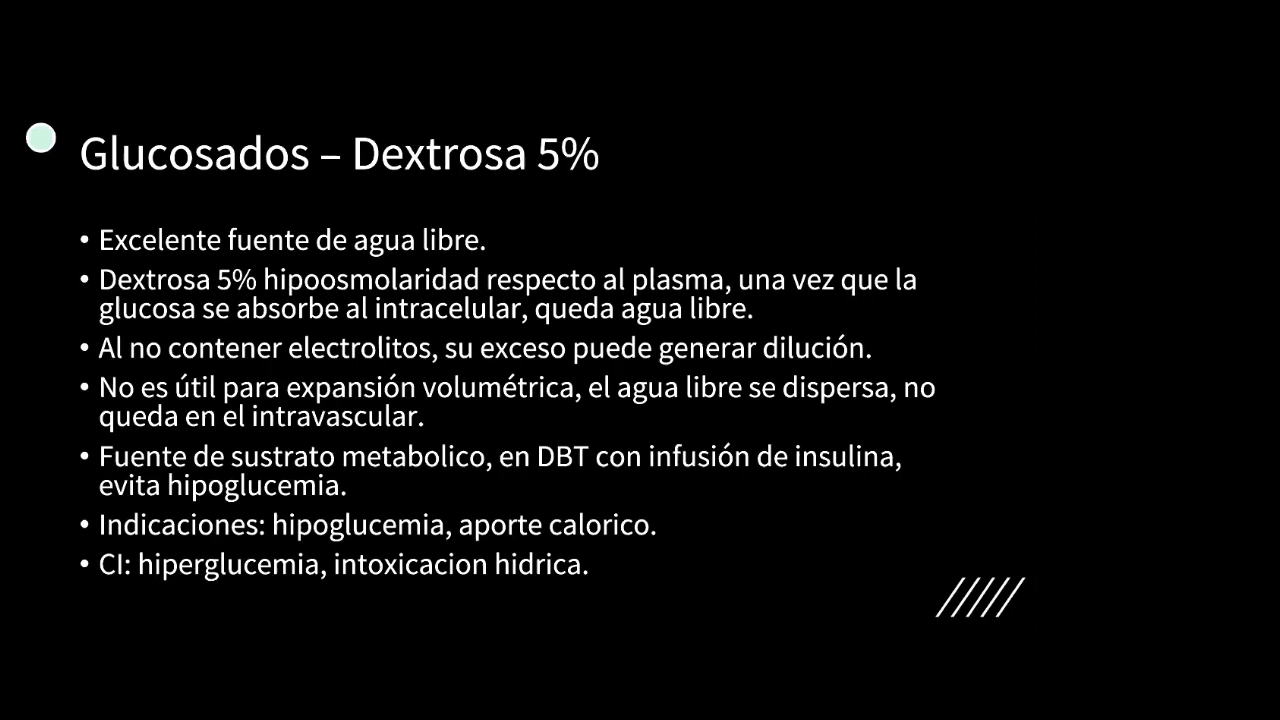 Glucosados – Dextrosa 5%
• Excelente fuente de agua libre.
• Dextrosa 5% hipoosmolaridad respecto al plasma, una vez que la
glucosa se absorbe al intracelular, queda agua libre.
• Al no contener electrolitos, su exceso puede generar dilución.
• No es útil para expansión volumétrica, el agua libre se dispersa, no
queda en el intravascular.
• Fuente de sustrato metabolico, en DBT con infusión de insulina,
evita hipoglucemia.
• Indicaciones: hipoglucemia, aporte calorico.
• CI: hiperglucemia, intoxicacion hidrica.